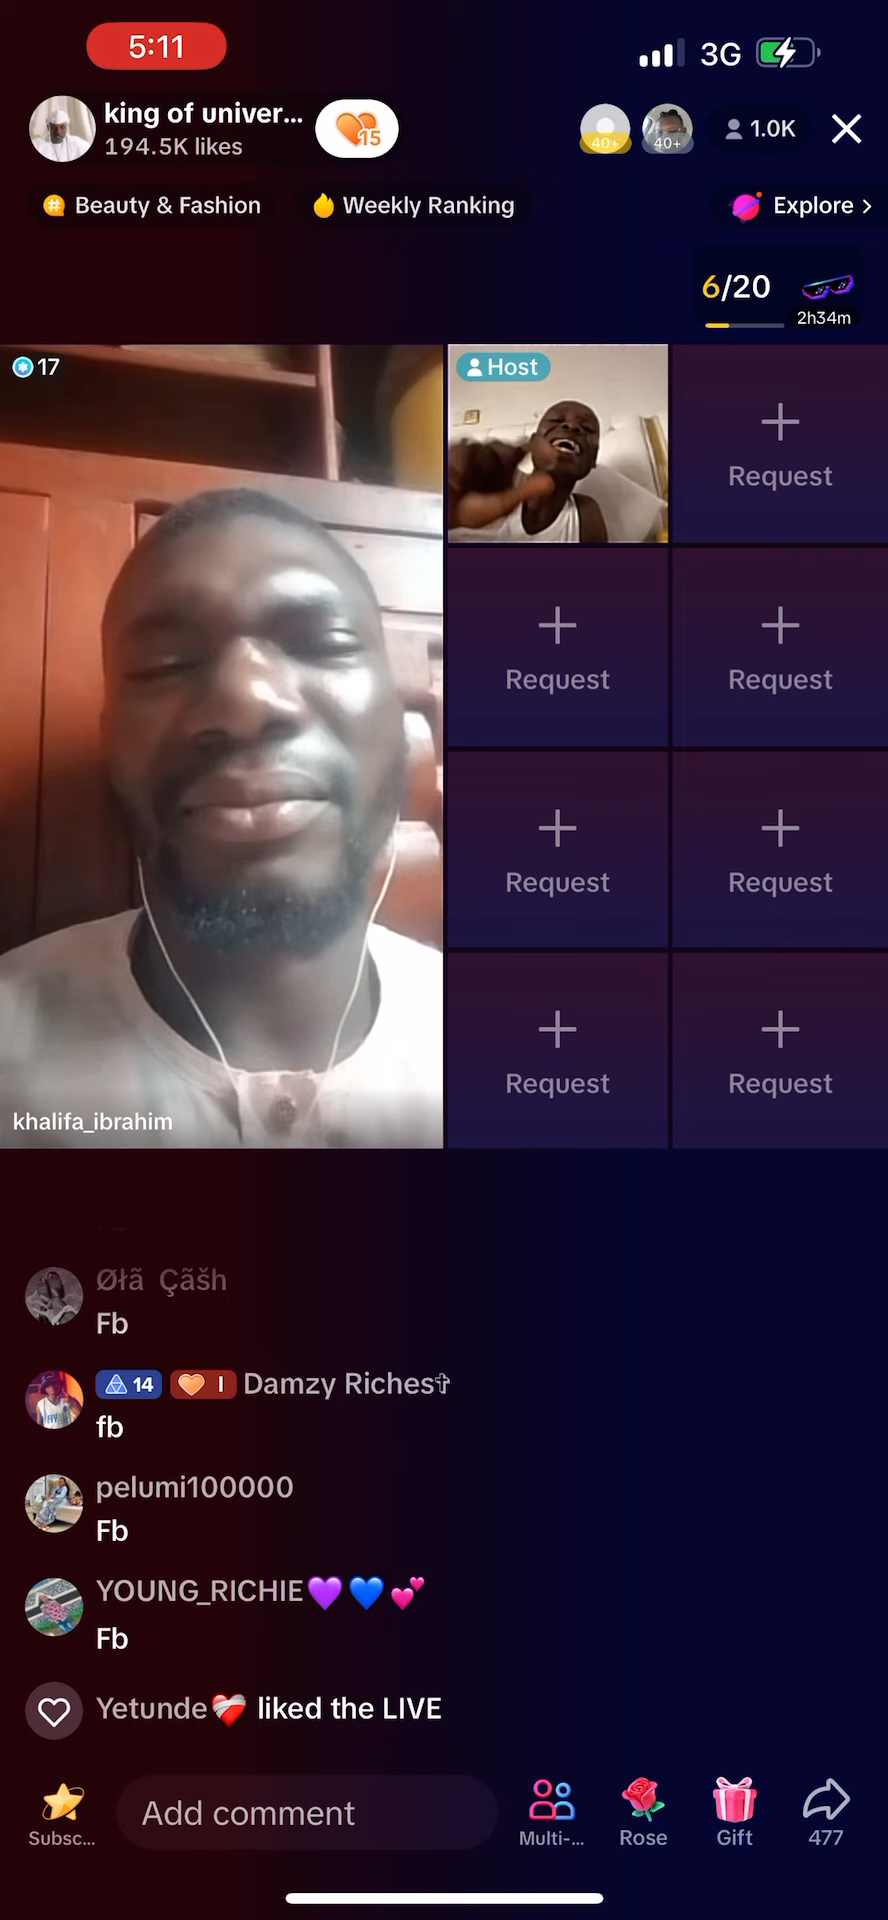 5:11
3G
king of univer...
194.5K likes
15
40+
40+
1.0K
Beauty & Fashion
Weekly Ranking
Explore >
6/20
2h34m
17
Host
Request
Request
Request
Request
Request
Request
Request
khalifa_ibrahim
Øłã Çãšh
Fb
14
I
Damzy Riches✞
fb
pelumi100000
Fb
YOUNG_RICHIE💜💙💕
Fb
Yetunde❤️‍🩹 liked the LIVE
Subsc...
Add comment
Multi-...
Rose
Gift
477